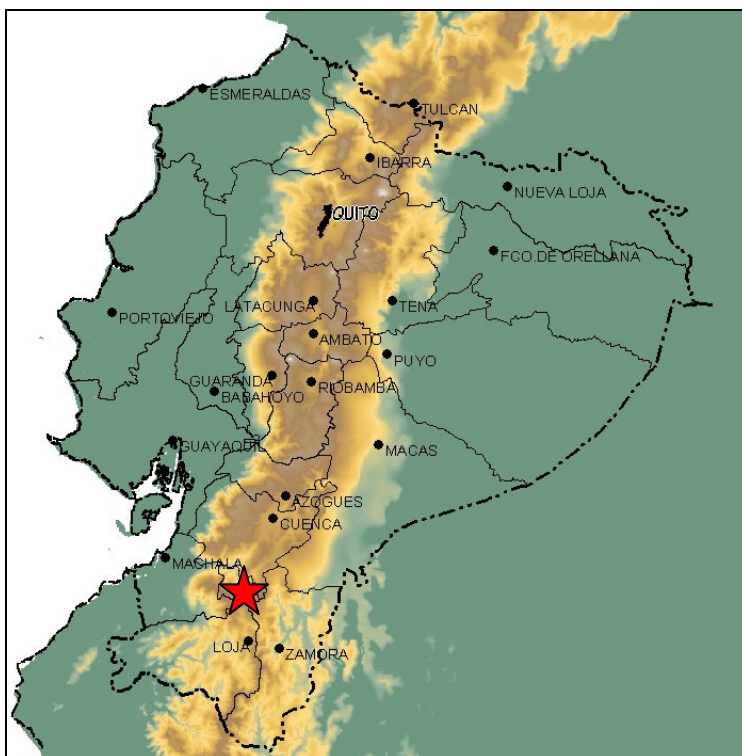 ESMERALDAS
TULCAN
IBARRA
NUEVA LOJA
QUITO
FCO.DE ORELLANA
LATACUNGA
TENA
PORTOVIEJO
AMBATO
PUYO
GUARANDA
RIOBAMBA
BABAHOYO
GUAYAQUIL
MACAS
AZOGUES
CUENCA
MACHALA
LOJA
ZAMORA